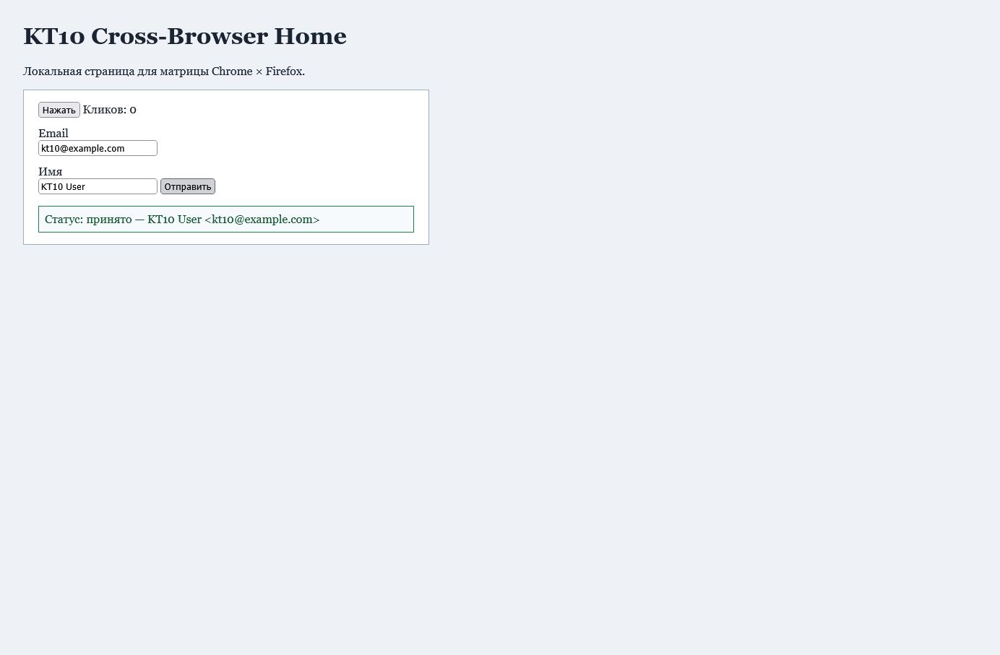 KT10 Cross-Browser Home
Локальная страница для матрицы Chrome × Firefox.
Нажать Кликов: 0
Email
kt10@example.com
Имя
KT10 User Отправить
Статус: принято — KT10 User <kt10@example.com>